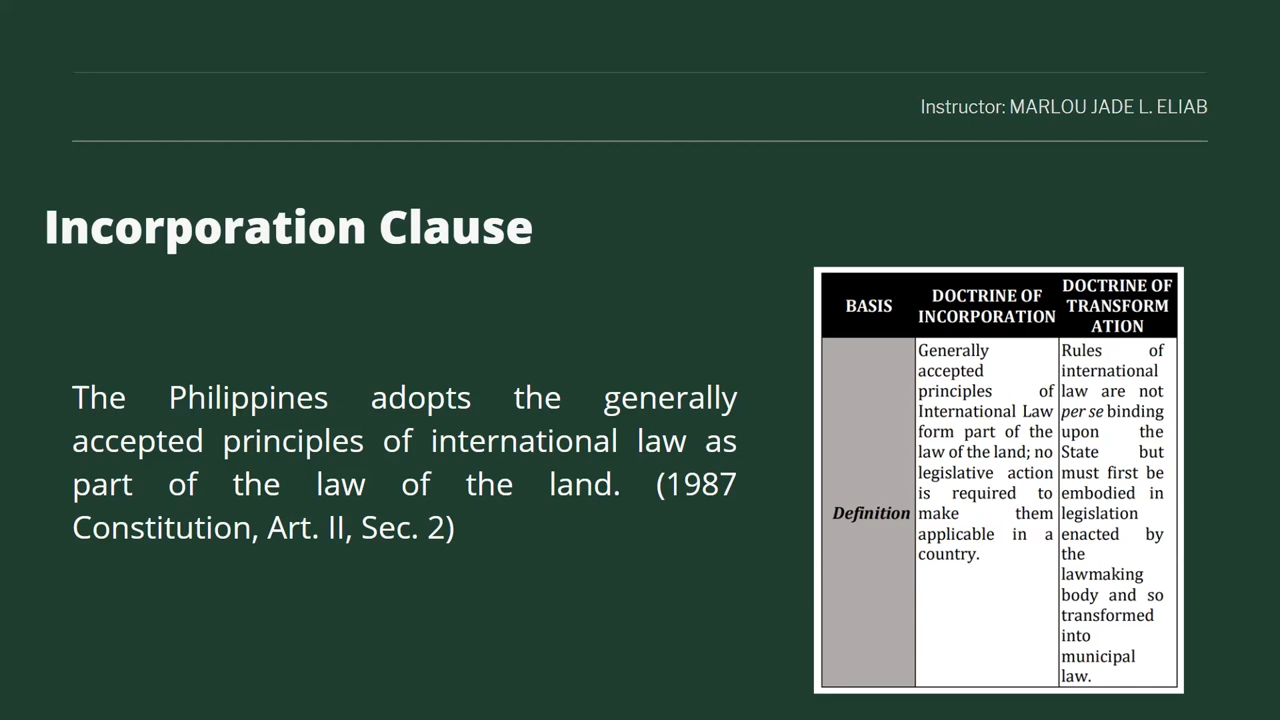 Instructor: MARLOU JADE L. ELIAB
Incorporation Clause
The Philippines adopts the generally
accepted principles of international law as
part of the law of the land. (1987
Constitution, Art. II, Sec. 2)
BASIS
DOCTRINE OF
INCORPORATION
DOCTRINE OF
TRANSFORM
ATION
Definition
Generally
accepted
principles of
International Law
form part of the
law of the land; no
legislative action
is required to
make them
applicable in a
country.
Rules of
international
law are not
per se binding
upon the
State but
must first be
embodied in
legislation
enacted by
the
lawmaking
body and so
transformed
into
municipal
law.